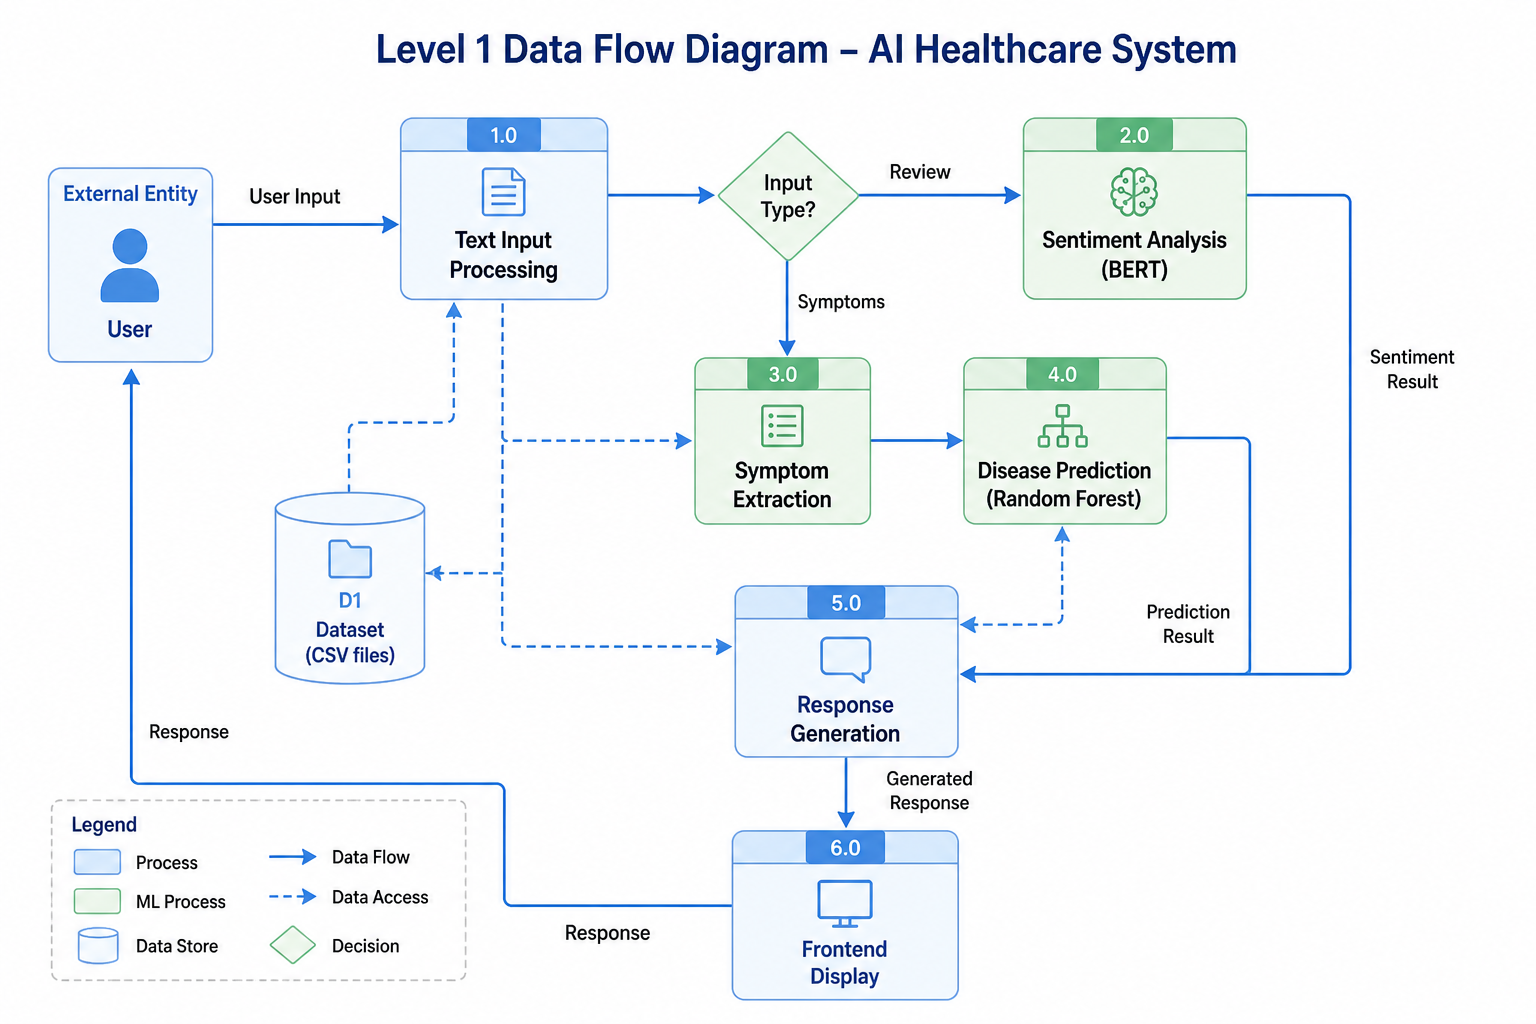 Level 1 Data Flow Diagram – AI Healthcare System
External Entity
User
User Input
1.0
Text Input
Processing
Input
Type?
Review
2.0
Sentiment Analysis
(BERT)
Symptoms
Sentiment
Result
3.0
Symptom
Extraction
4.0
Disease Prediction
(Random Forest)
D1
Dataset
(CSV files)
5.0
Response
Generation
Prediction
Result
Response
Generated
Response
6.0
Frontend
Display
Response
Legend
Process
ML Process
Data Store
Data Flow
Data Access
Decision